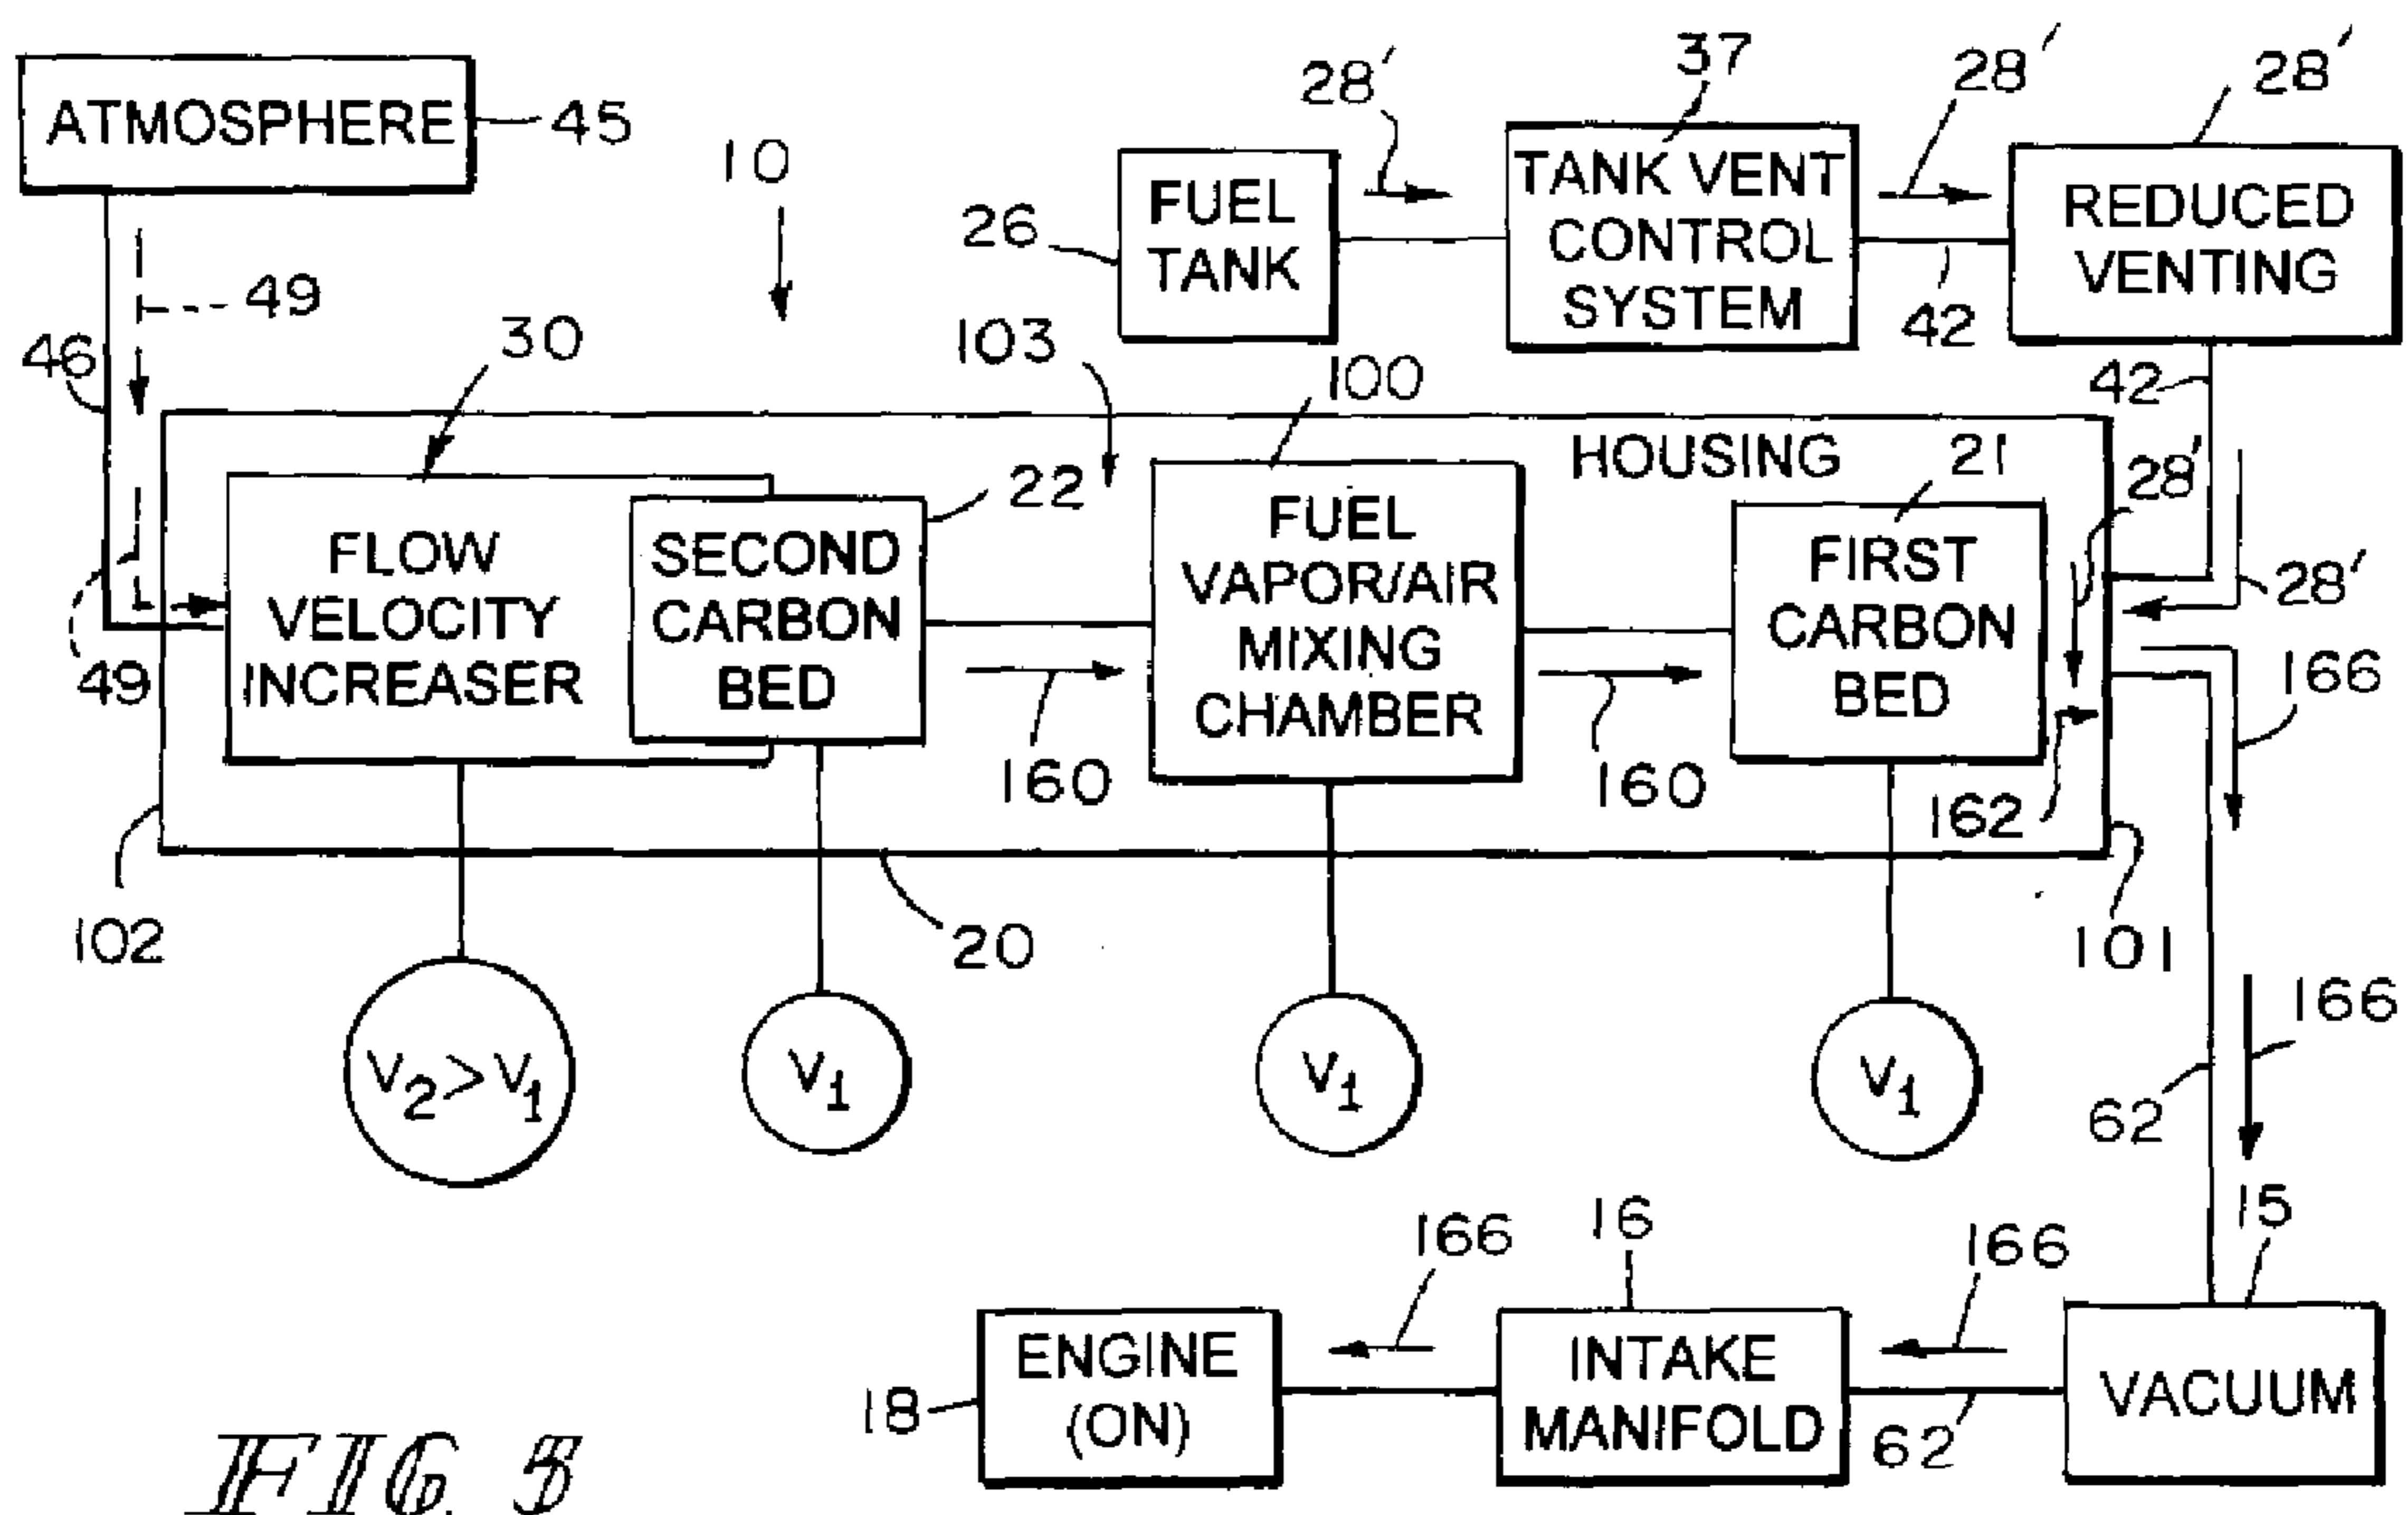 ATMOSPHERE
45
10
28'
37
28'
28'
FUEL
TANK
26
TANK VENT
CONTROL
SYSTEM
42
REDUCED
VENTING
42
49
46
30
103
100
HOUSING
21
28'
22
FLOW
VELOCITY
INCREASER
SECOND
CARBON
BED
FUEL
VAPOR/AIR
MIXING
CHAMBER
FIRST
CARBON
BED
28'
49
160
160
162
166
102
20
101
V2>V1
V1
V1
V1
166
62
15
166
16
166
ENGINE
(ON)
18
INTAKE
MANIFOLD
62
VACUUM
FIG. 5